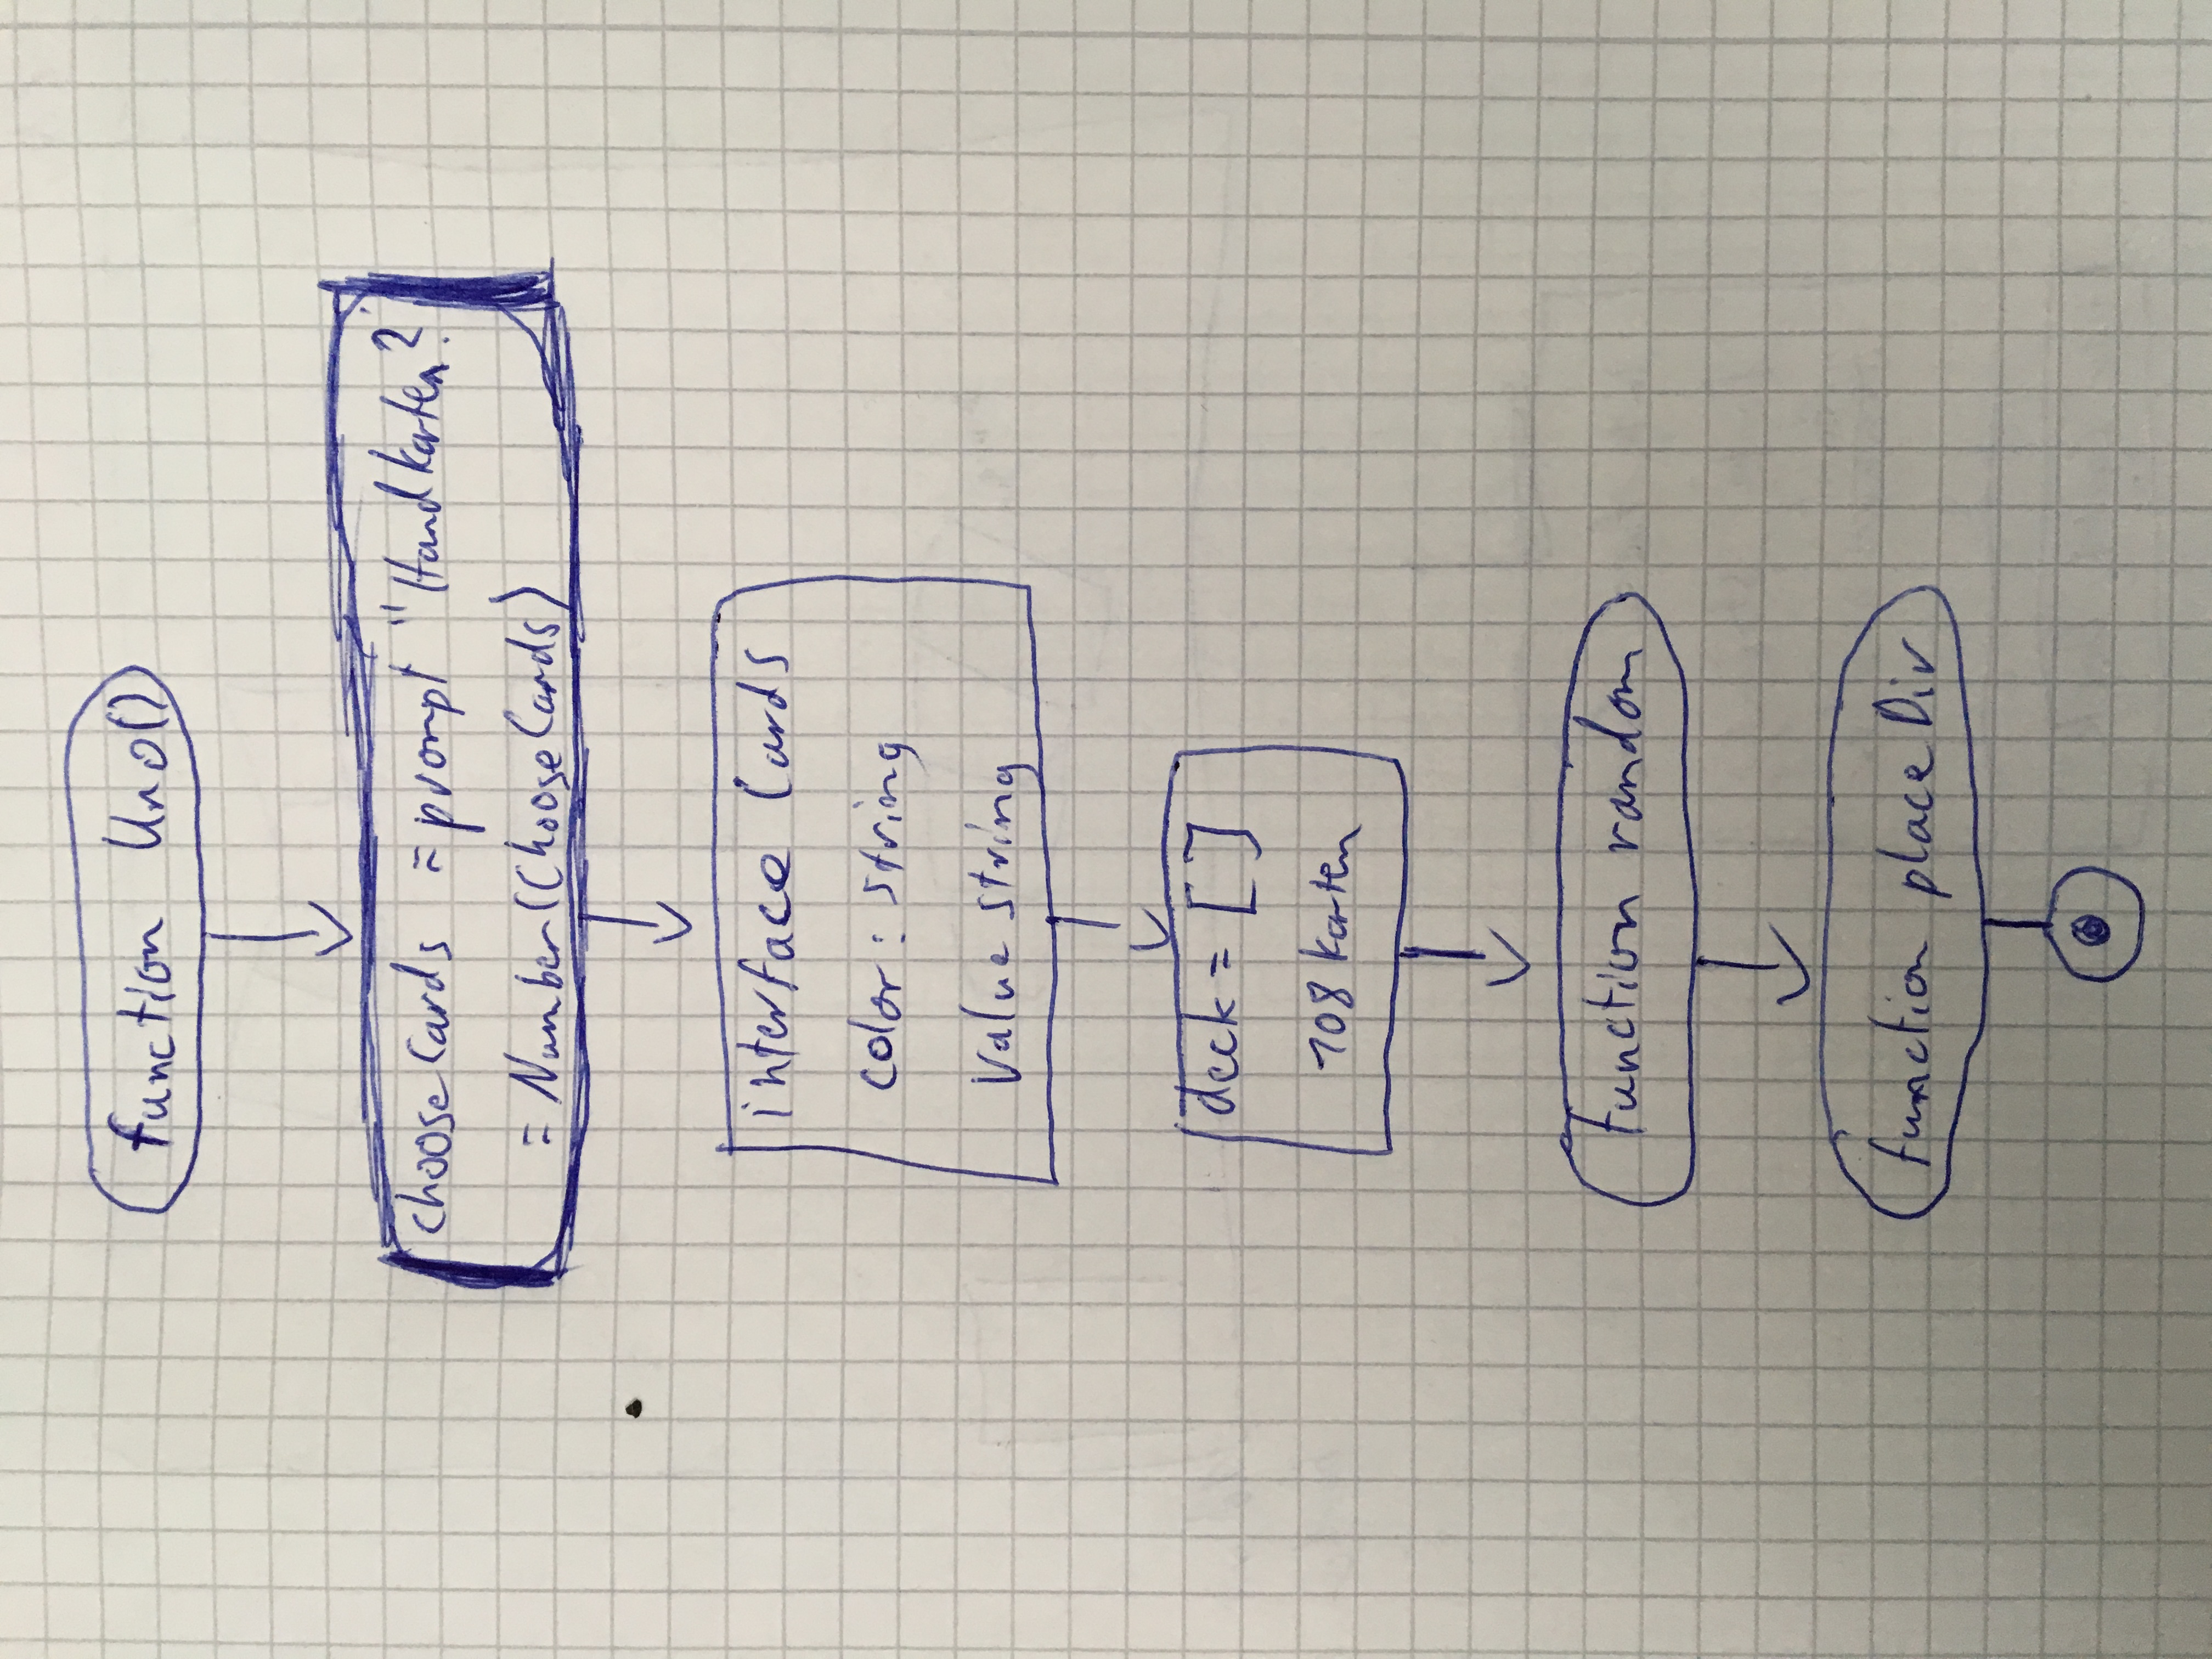 function Uno()
chooseCards = prompt "Handkarten?
= Number(ChooseCards)
interface Cards
color: string
Value string
deck = []
108 karten
function random
function placeDiv